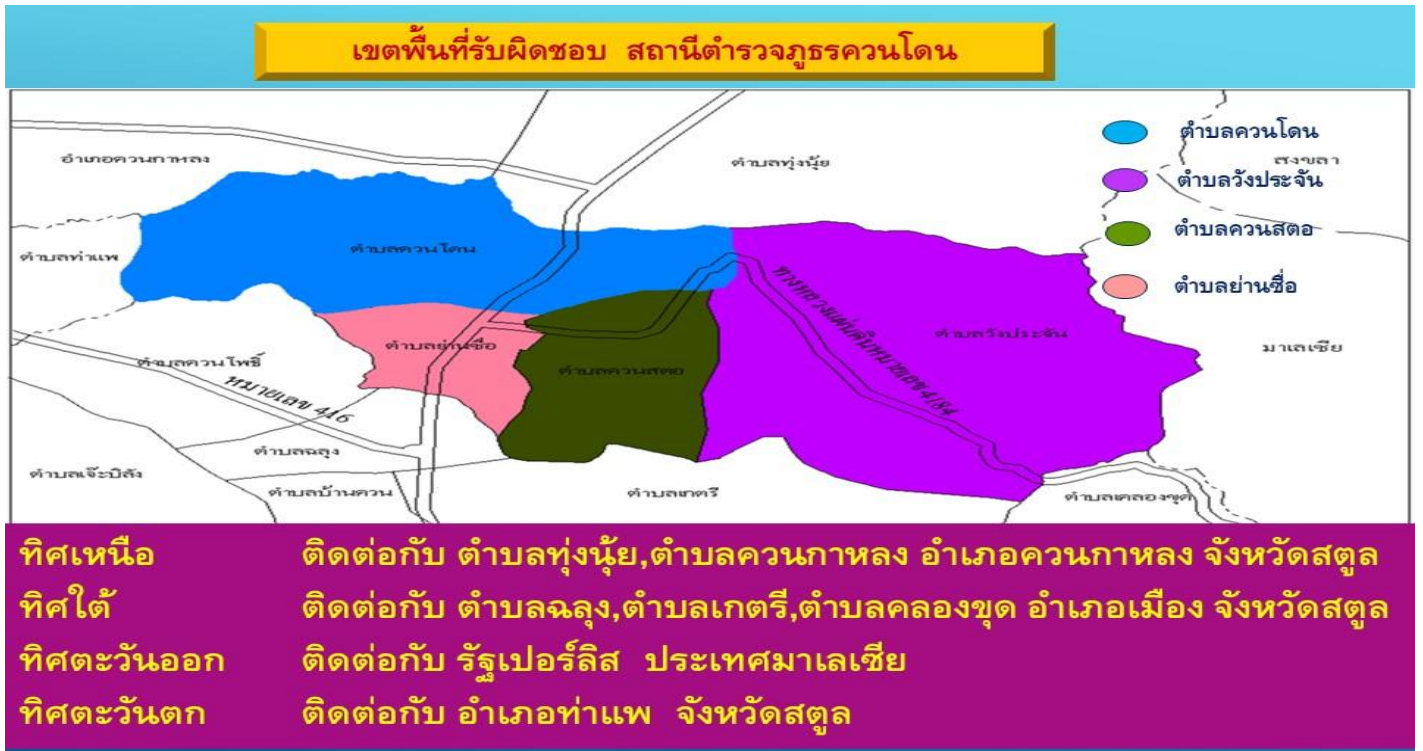 เขตพื้นที่รับผิดชอบ สถานีตำรวจภูธรควนโดน
ตำบลควนโดน
อำเภอควนกาหลง
ตำบลทุ่งนุ้ย
สงขลา
ตำบลวังประจัน
ตำบลควนสตอ
ตำบลควนโดน
ตำบลท่าแพ
ตำบลย่านซื่อ
ทางหลวงแผ่นดินหมายเลข 4184
ตำบลวังประจัน
ตำบลย่านซื่อ
มาเลเซีย
ตำบลควนโพธิ์
ตำบลควนสตอ
หมายเลข 416
ตำบลฉลุง
ตำบลเจ๊ะบิลัง
ตำบลบ้านควน
ตำบลเกตรี
ตำบลคลองขุด
ทิศเหนือ ติดต่อกับ ตำบลทุ่งนุ้ย,ตำบลควนกาหลง อำเภอควนกาหลง จังหวัดสตูล
ทิศใต้ ติดต่อกับ ตำบลฉลุง,ตำบลเกตรี,ตำบลคลองขุด อำเภอเมือง จังหวัดสตูล
ทิศตะวันออก ติดต่อกับ รัฐเปอร์ลิส ประเทศมาเลเซีย
ทิศตะวันตก ติดต่อกับ อำเภอท่าแพ จังหวัดสตูล